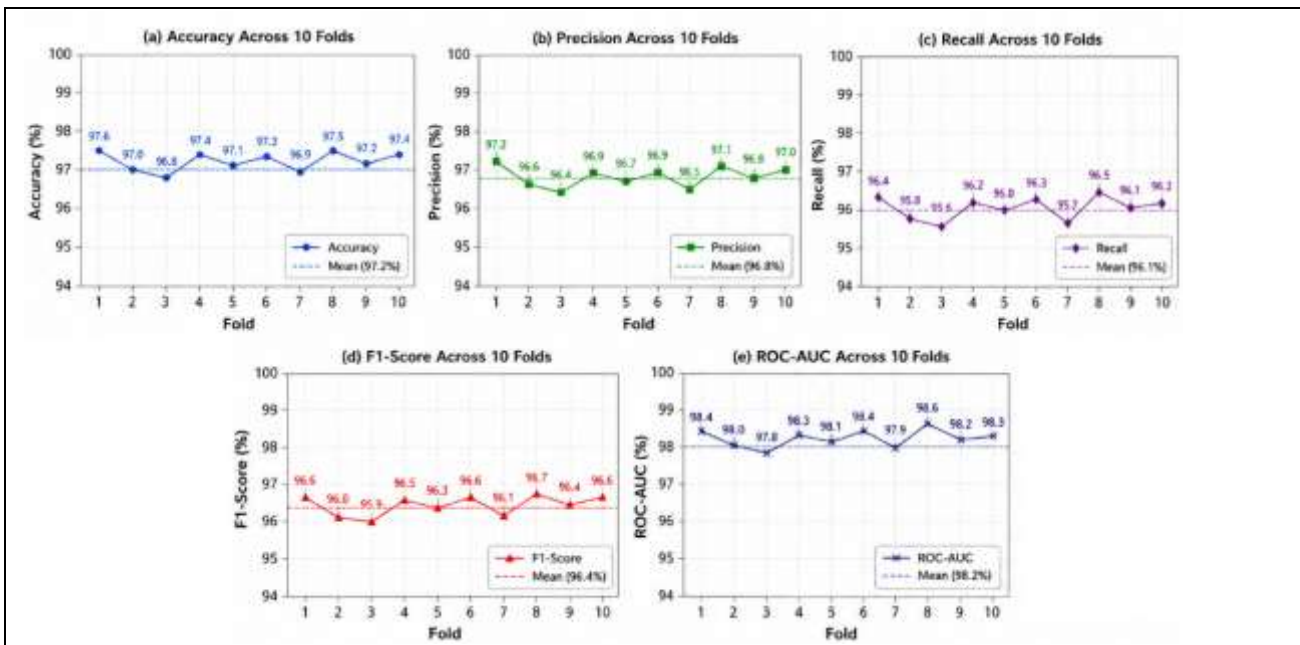 (a) Accuracy Across 10 Folds
100
99
98
97
96
95
94
Accuracy (%)
97.6 97.0 96.8 97.4 97.1 97.3 96.9 97.5 97.2 97.4
Accuracy
Mean (97.2%)
1 2 3 4 5 6 7 8 9 10
Fold
(b) Precision Across 10 Folds
100
99
98
97
96
95
94
Precision (%)
97.2 96.6 96.4 96.9 96.7 96.9 96.5 97.1 96.8 97.0
Precision
Mean (96.8%)
1 2 3 4 5 6 7 8 9 10
Fold
(c) Recall Across 10 Folds
100
99
98
97
96
95
94
Recall (%)
96.4 95.8 95.6 96.2 96.0 96.3 96.5 96.1 96.2
Recall
Mean (96.1%)
1 2 3 4 5 6 7 8 9 10
Fold
(d) F1-Score Across 10 Folds
100
99
98
97
96
95
94
F1-Score (%)
96.6 96.0 95.9 96.5 96.3 96.6 96.1 96.7 96.4 96.6
F1-Score
Mean (96.4%)
1 2 3 4 5 6 7 8 9 10
Fold
(e) ROC-AUC Across 10 Folds
100
99
98
97
96
95
94
ROC-AUC (%)
98.4 98.0 97.8 98.3 98.1 98.4 97.9 98.6 98.2 98.3
ROC-AUC
Mean (98.2%)
1 2 3 4 5 6 7 8 9 10
Fold